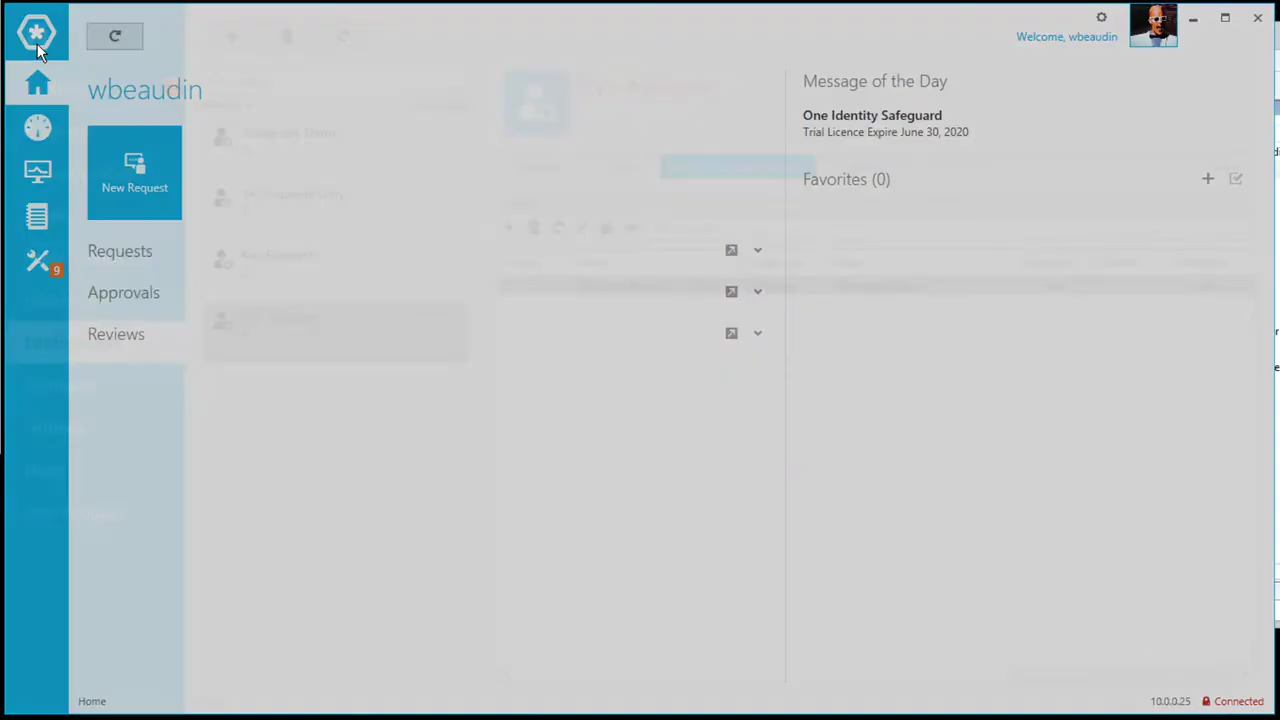 Welcome, wbeaudin
wbeaudin
New Request
Requests
Approvals
Reviews
9
Message of the Day
One Identity Safeguard
Trial Licence Expire June 30, 2020
Favorites (0)
Home
10.0.0.25
Connected